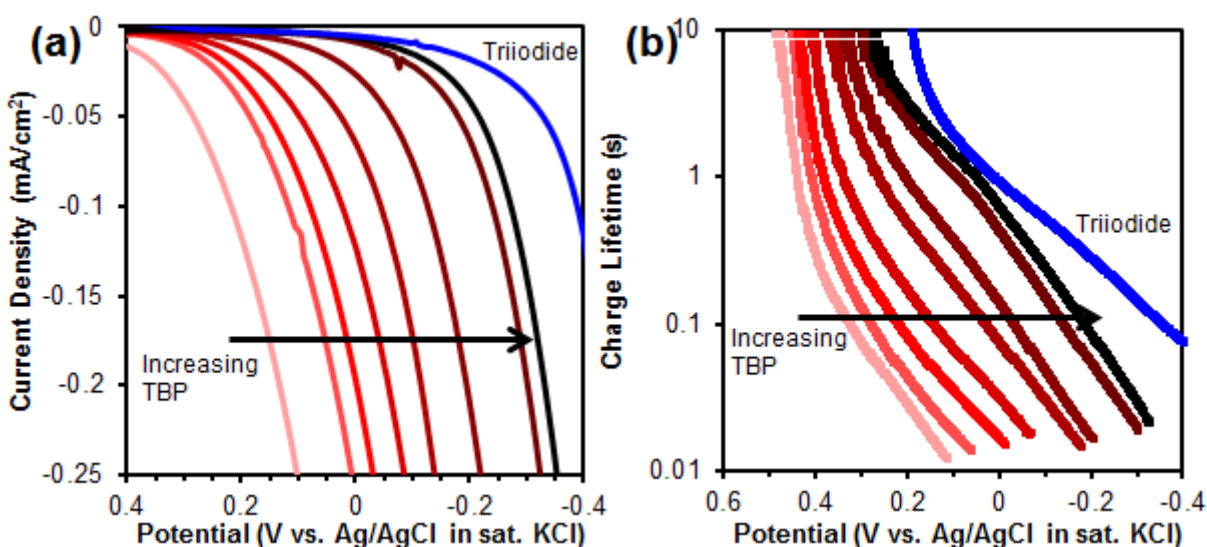 (a)
0
-0.05
-0.1
-0.15
-0.2
-0.25
Current Density (mA/cm²)
Triiodide
Increasing
TBP
0.4
0.2
0
-0.2
-0.4
Potential (V vs. Ag/AgCl in sat. KCl)
(b)
10
1
0.1
0.01
Charge Lifetime (s)
Triiodide
Increasing
TBP
0.6
0.4
0.2
0
-0.2
-0.4
Potential (V vs. Ag/AgCl in sat. KCl)